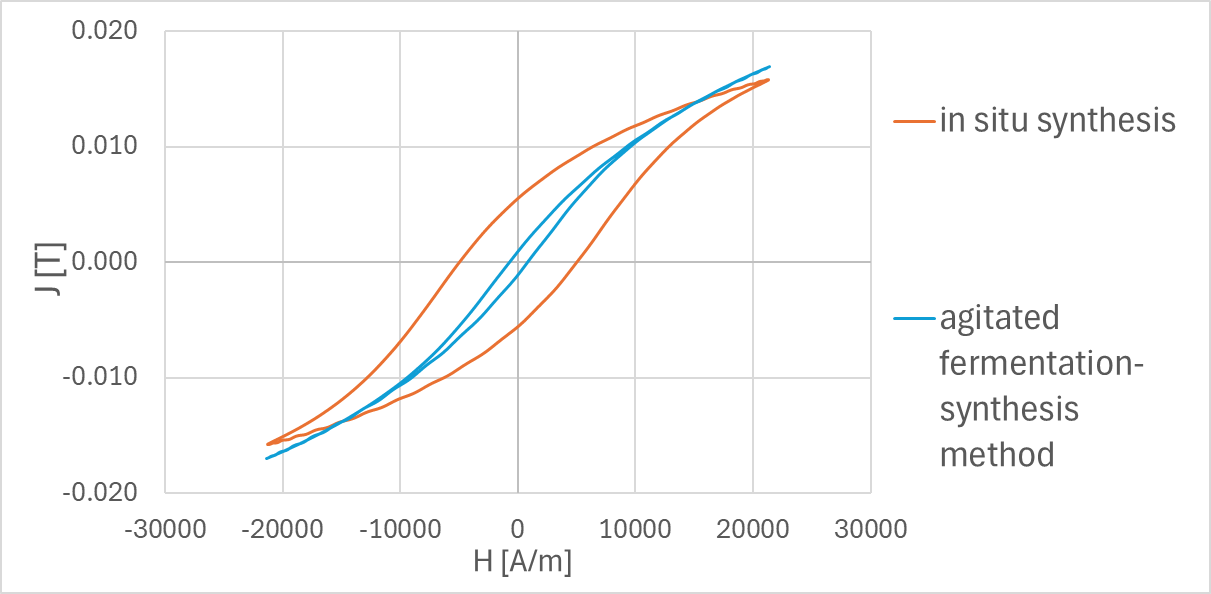 0.020
0.010
0.000
-0.010
-0.020
J [T]
-30000 -20000 -10000 0 10000 20000 30000
H [A/m]
in situ synthesis
agitated
fermentation-
synthesis
method